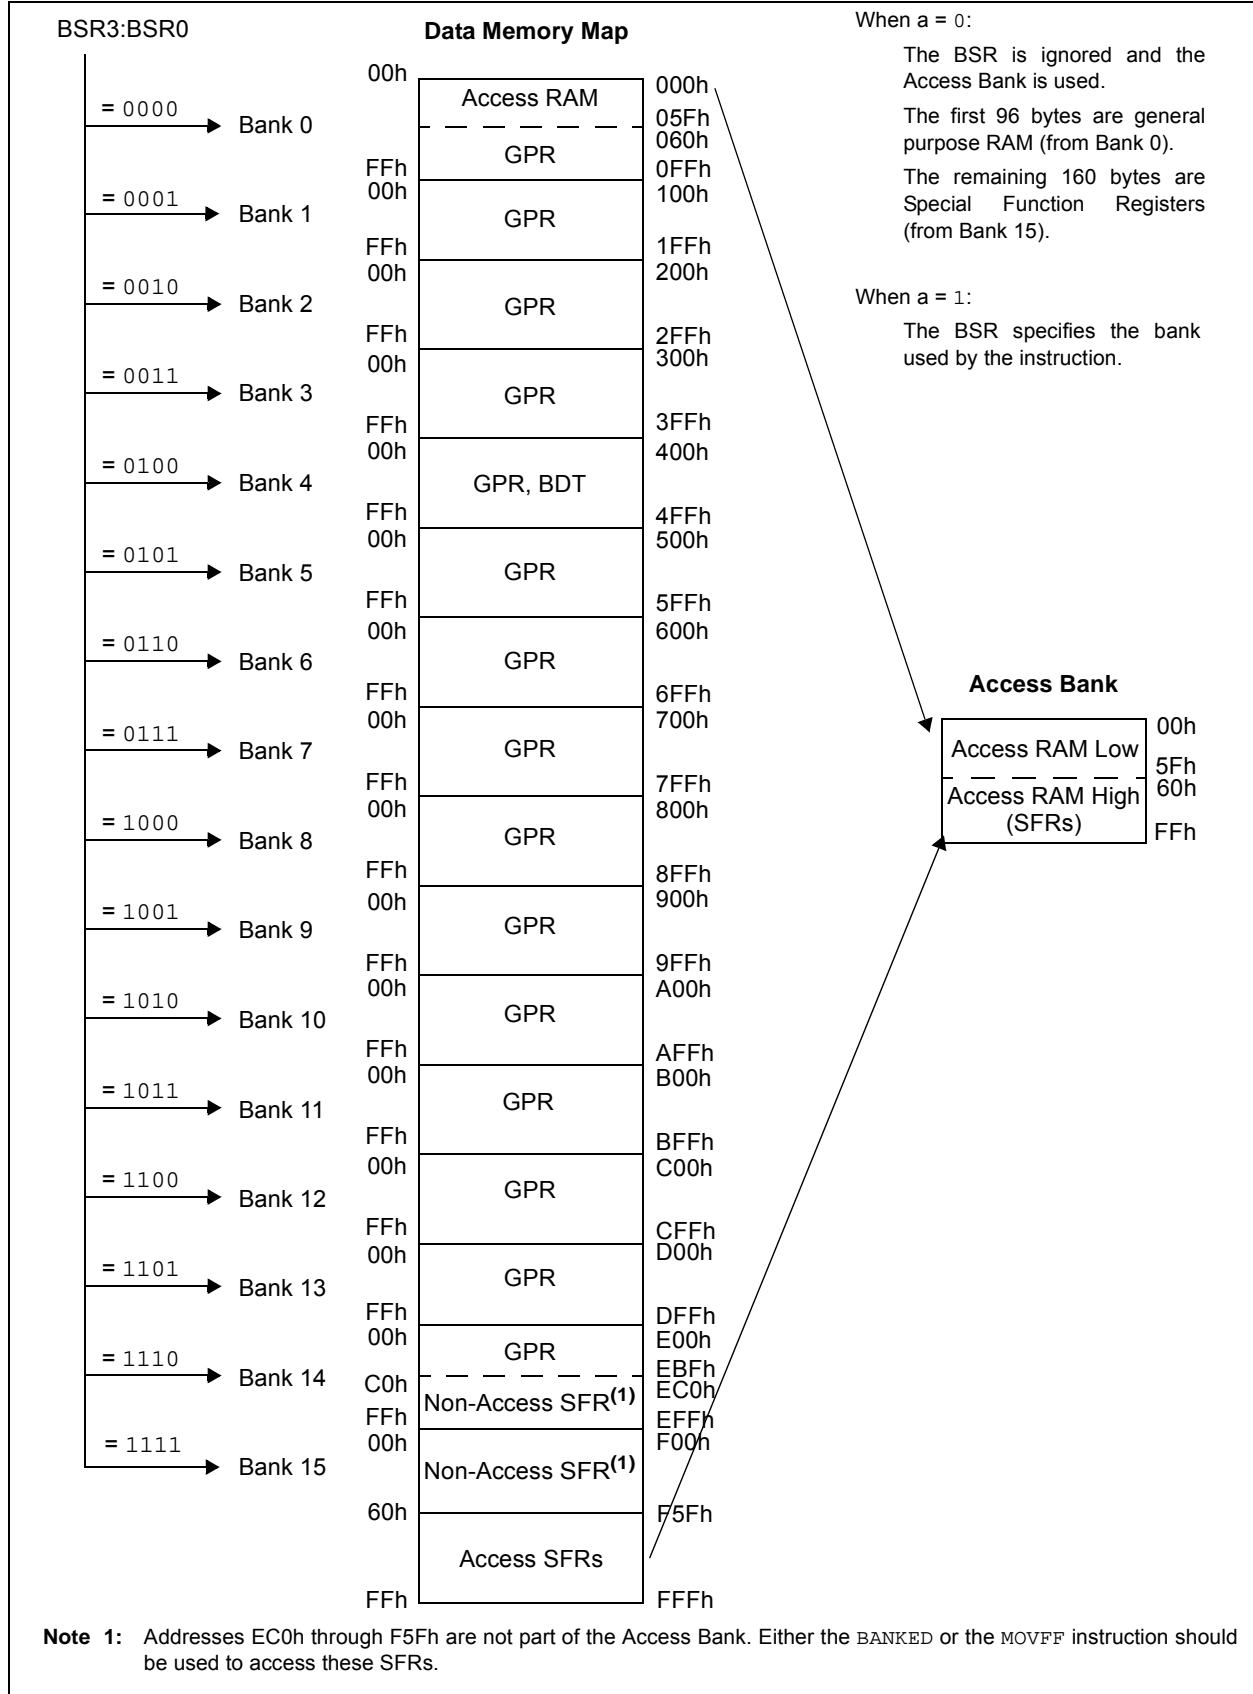 BSR3:BSR0
Data Memory Map
When a = 0:
The BSR is ignored and the
Access Bank is used.
The first 96 bytes are general
purpose RAM (from Bank 0).
The remaining 160 bytes are
Special Function Registers
(from Bank 15).
When a = 1:
The BSR specifies the bank
used by the instruction.
= 0000
Bank 0
00h
Access RAM
000h
05Fh
060h
GPR
FFh
0FFh
= 0001
Bank 1
00h
GPR
100h
FFh
1FFh
= 0010
Bank 2
00h
GPR
200h
FFh
2FFh
= 0011
Bank 3
00h
GPR
300h
FFh
3FFh
= 0100
Bank 4
00h
GPR, BDT
400h
FFh
4FFh
= 0101
Bank 5
00h
GPR
500h
FFh
5FFh
= 0110
Bank 6
00h
GPR
600h
FFh
6FFh
= 0111
Bank 7
00h
GPR
700h
FFh
7FFh
= 1000
Bank 8
00h
GPR
800h
FFh
8FFh
= 1001
Bank 9
00h
GPR
900h
FFh
9FFh
= 1010
Bank 10
00h
GPR
A00h
FFh
AFFh
= 1011
Bank 11
00h
GPR
B00h
FFh
BFFh
= 1100
Bank 12
00h
GPR
C00h
FFh
CFFh
= 1101
Bank 13
00h
GPR
D00h
FFh
DFFh
= 1110
Bank 14
00h
GPR
E00h
EBFh
C0h
Non-Access SFR(1)
EC0h
FFh
EFFh
= 1111
Bank 15
00h
Non-Access SFR(1)
F00h
60h
F5Fh
Access SFRs
FFh
FFFh
Access Bank
Access RAM Low
00h
5Fh
Access RAM High
(SFRs)
60h
FFh
Note 1: Addresses EC0h through F5Fh are not part of the Access Bank. Either the BANKED or the MOVFF instruction should
be used to access these SFRs.